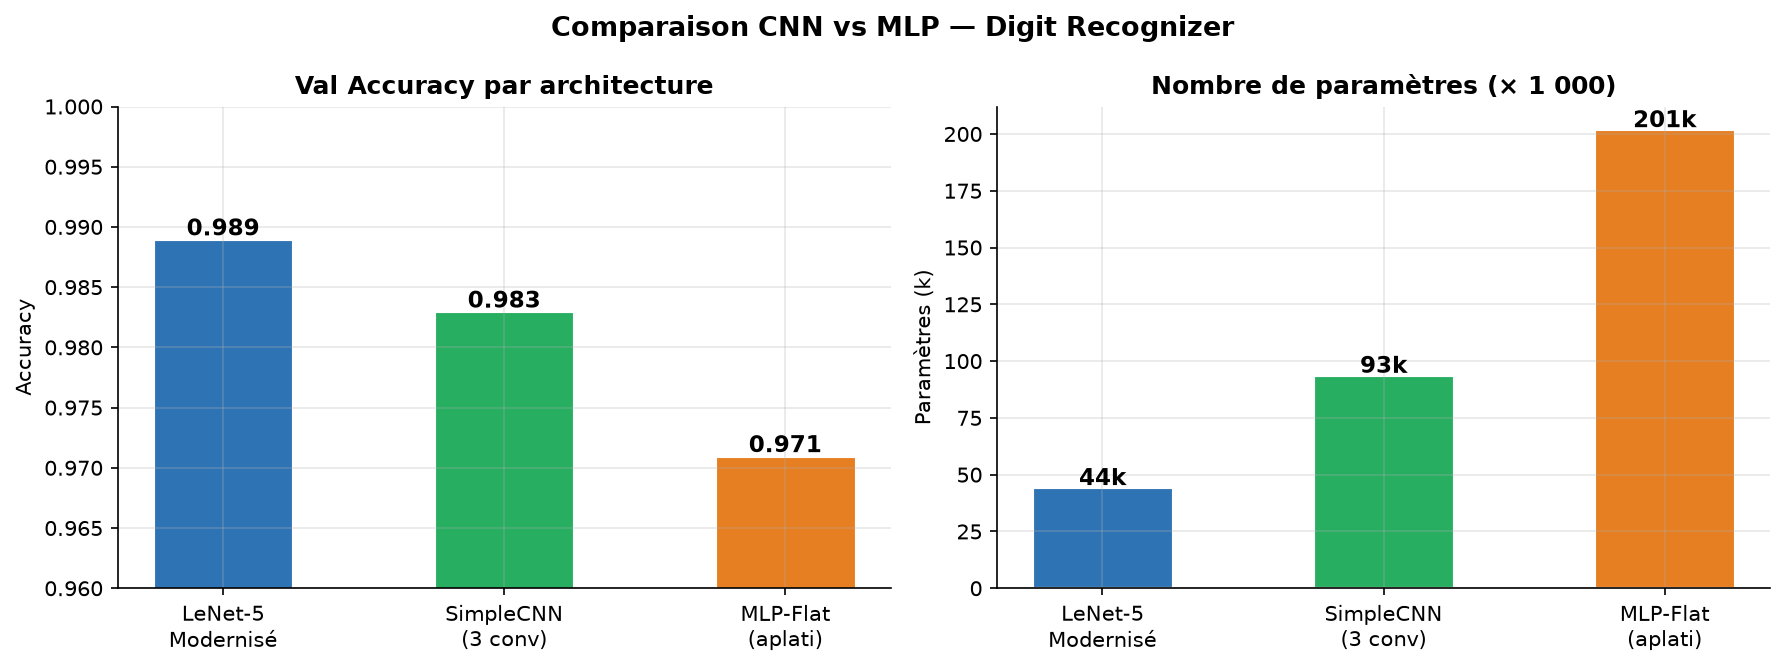 Comparaison CNN vs MLP — Digit Recognizer
Val Accuracy par architecture
Accuracy
1.000
0.995
0.990
0.985
0.980
0.975
0.970
0.965
0.960
0.989
0.983
0.971
LeNet-5
Modernisé
SimpleCNN
(3 conv)
MLP-Flat
(aplati)
Nombre de paramètres (× 1 000)
Paramètres (k)
200
175
150
125
100
75
50
25
0
44k
93k
201k
LeNet-5
Modernisé
SimpleCNN
(3 conv)
MLP-Flat
(aplati)